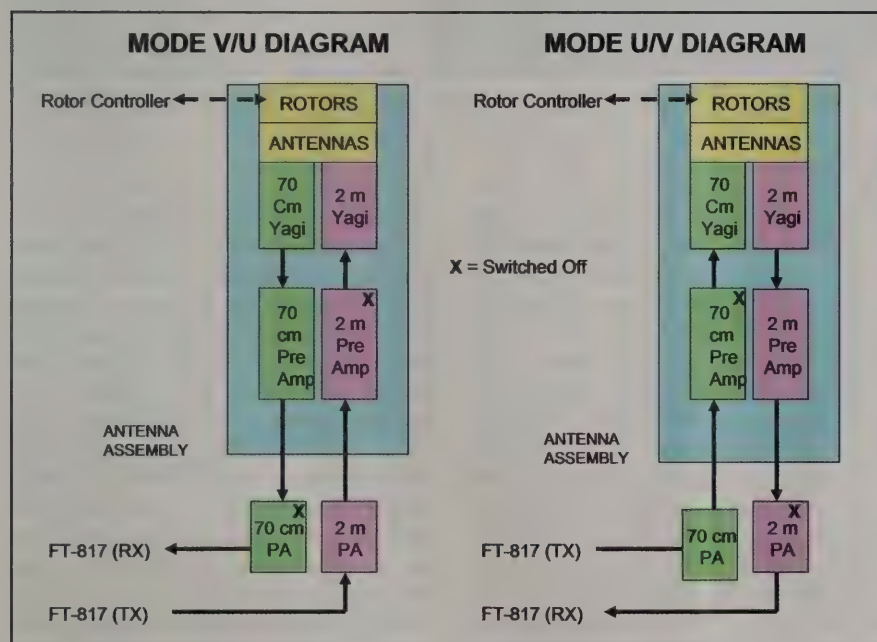 MODE V/U DIAGRAM
Rotor Controller
ROTORS
ANTENNAS
70
Cm
Yagi
2 m
Yagi
X
70
cm
Pre
Amp
2 m
Pre
Amp
ANTENNA
ASSEMBLY
X
70 cm
PA
2 m
PA
FT-817 (RX)
FT-817 (TX)
X = Switched Off
MODE U/V DIAGRAM
Rotor Controller
ROTORS
ANTENNAS
70
Cm
Yagi
2 m
Yagi
X
70
cm
Pre
Amp
2 m
Pre
Amp
ANTENNA
ASSEMBLY
70 cm
PA
X
2 m
PA
FT-817 (TX)
FT-817 (RX)